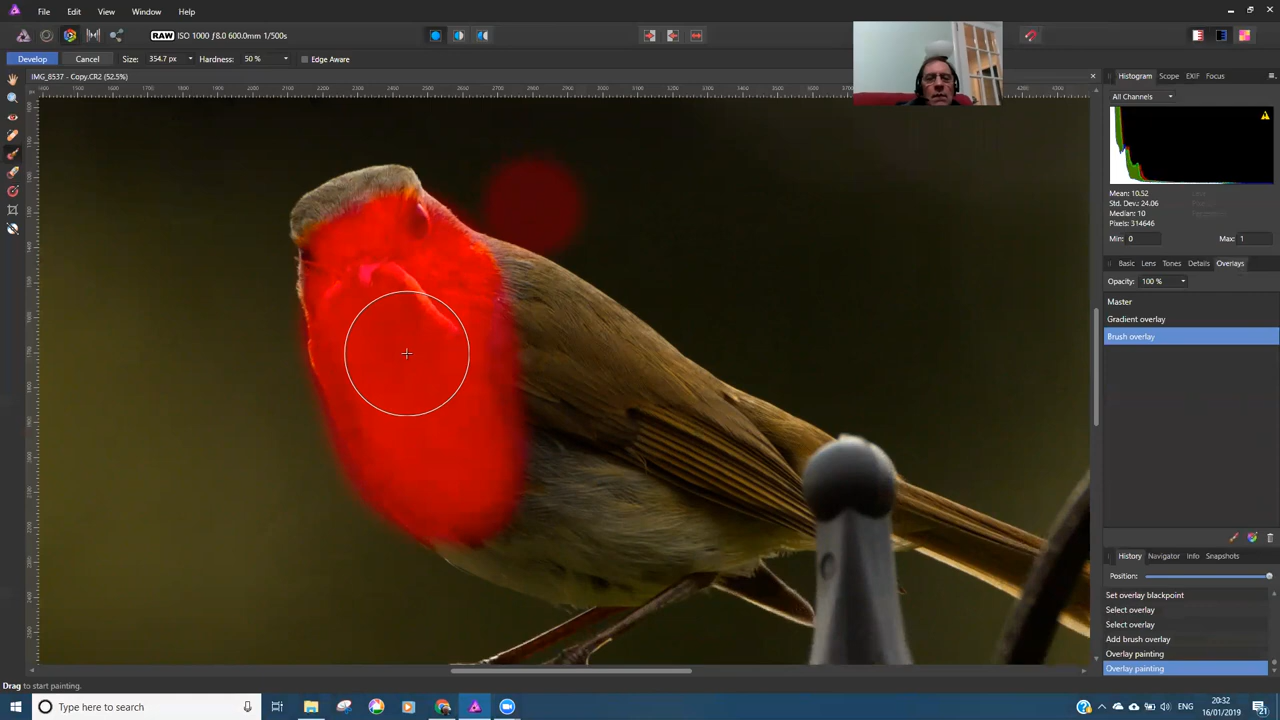 File Edit View Window Help
RAW ISO 1000 ƒ8.0 600.0mm 1/500s
Develop Cancel Size: 354.7 px Hardness: 50 % Edge Aware
IMG_8537 - Copy.CR2 (52.5%)
Histogram Scope EXIF Focus
All Channels
Mean: 10.52
Std. Dev.: 24.06
Median: 10
Pixels: 314646
Min: 0 Max: 1
Basic Lens Tones Details Overlays
Opacity: 100 %
Master
Gradient overlay
Brush overlay
History Navigator Info Snapshots
Position:
Set overlay blackpoint
Select overlay
Select overlay
Add brush overlay
Overlay painting
Overlay painting
Drag to start painting.
Type here to search
20:32
16/01/2019
21